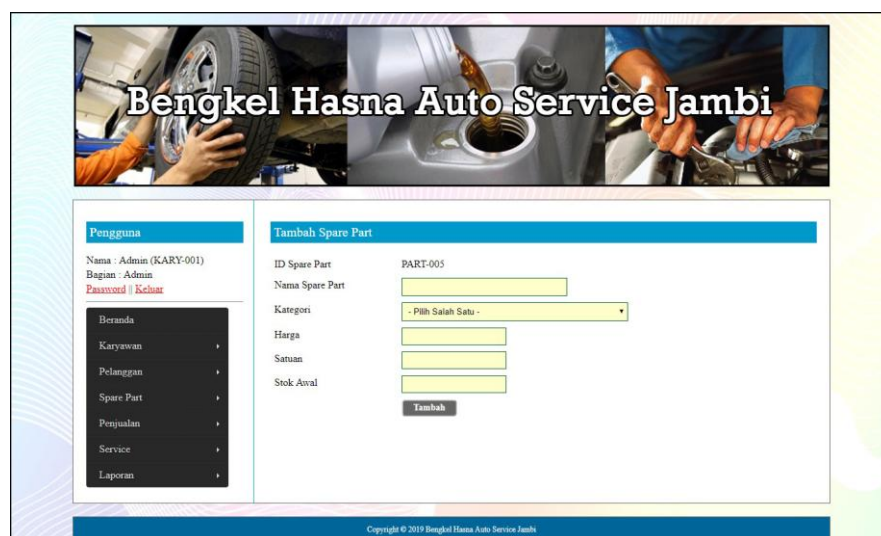 Bengkel Hasna Auto Service Jambi
Pengguna
Nama : Admin (KARY-001)
Bagian : Admin
Password || Keluar
Beranda
Karyawan
Pelanggan
Spare Part
Penjualan
Service
Laporan
Tambah Spare Part
ID Spare Part PART-005
Nama Spare Part
Kategori - Pilih Salah Satu -
Harga
Satuan
Stok Awal
Tambah
Copyright © 2019 Bengkel Hasna Auto Service Jambi